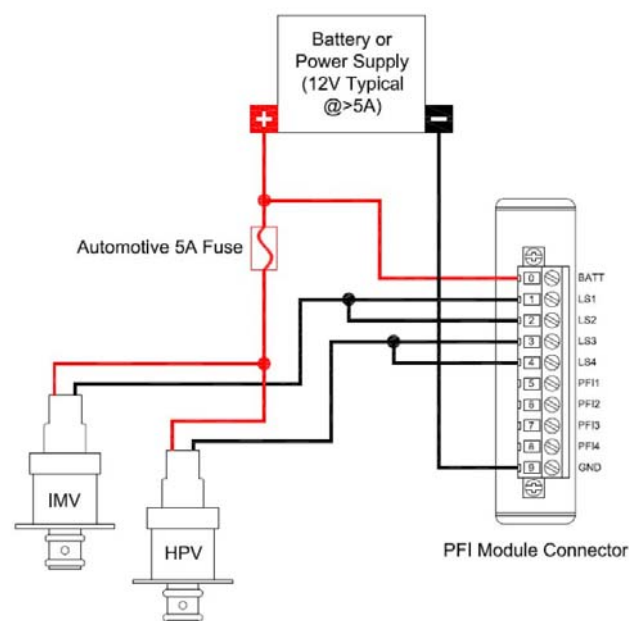 Battery or
Power Supply
(12V Typical
@>5A)
+
−
Automotive 5A Fuse
0 BATT
1 LS1
2 LS2
3 LS3
4 LS4
5 PFI1
6 PFI2
7 PFI3
8 PFI4
9 GND
IMV
HPV
PFI Module Connector